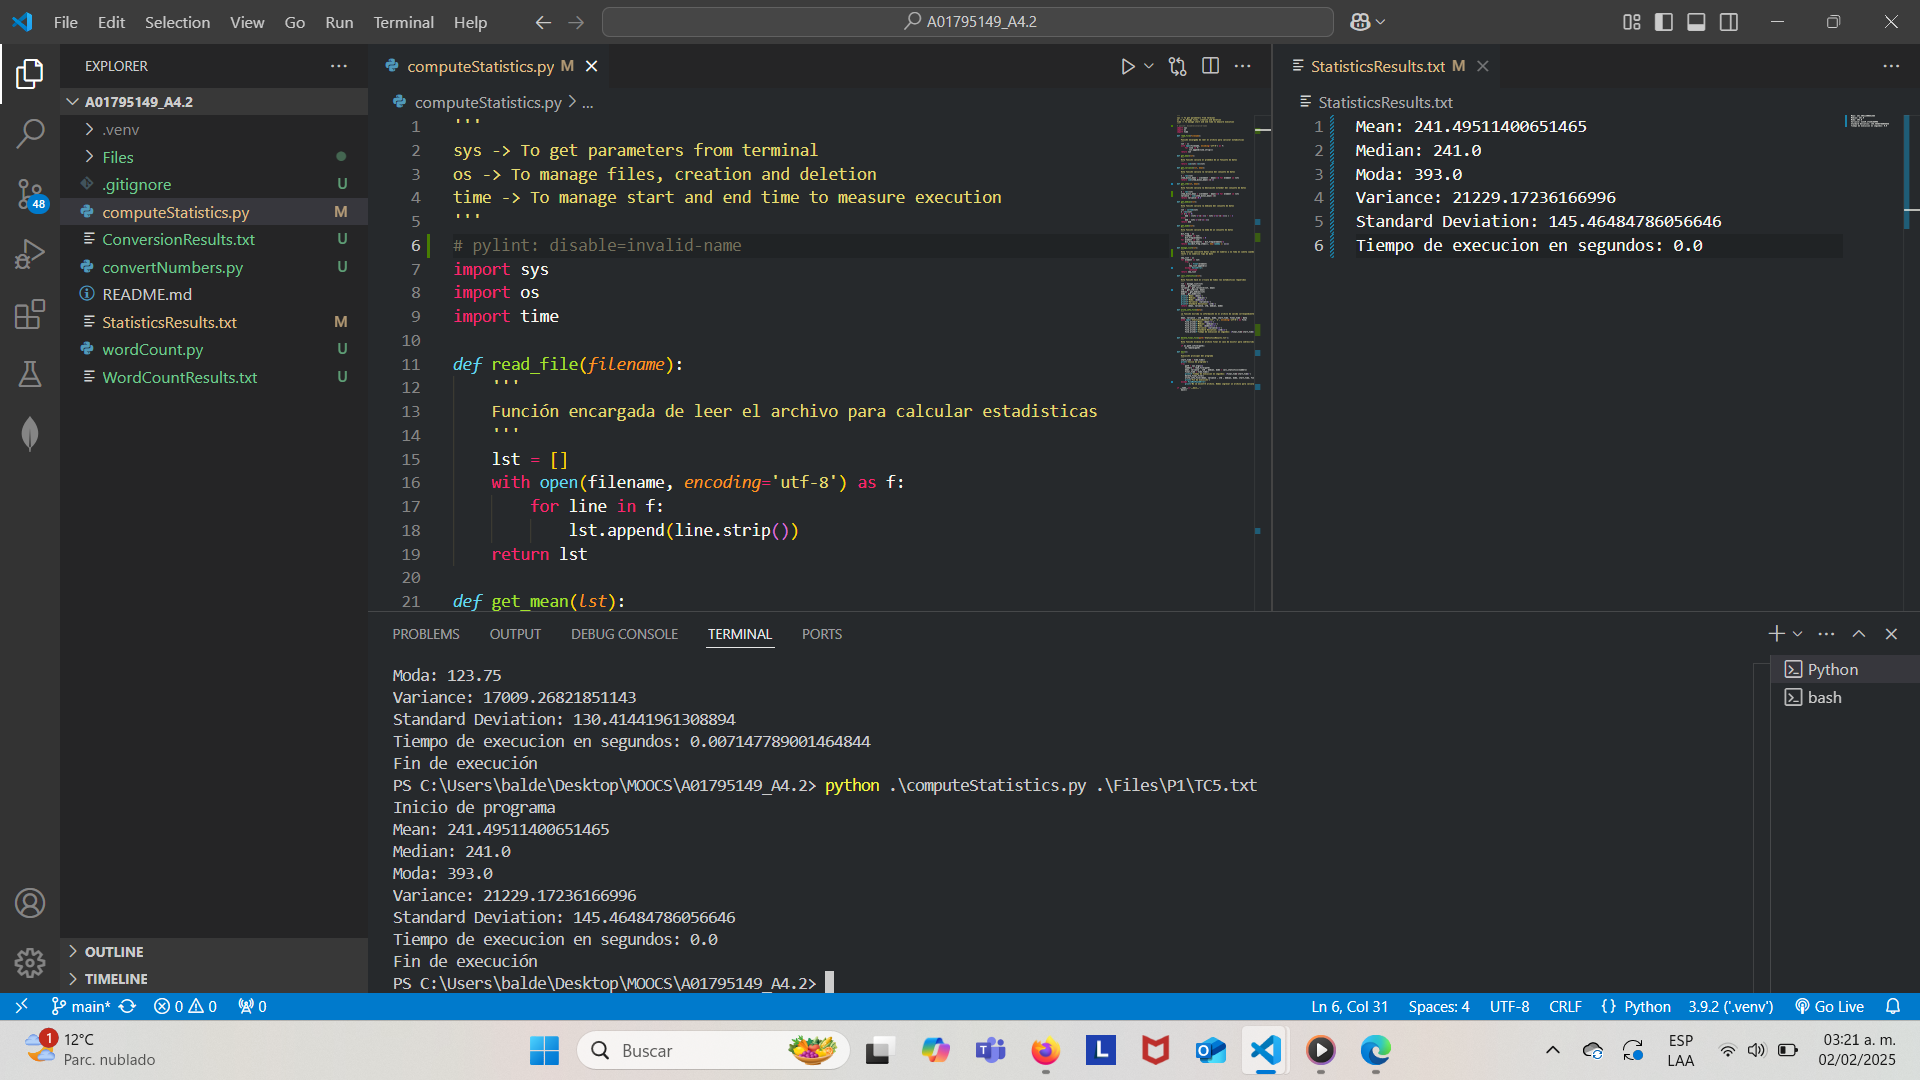 File Edit Selection View Go Run Terminal Help
A01795149_A4.2
EXPLORER
A01795149_A4.2
.venv
Files
.gitignore U
computeStatistics.py M
ConversionResults.txt U
convertNumbers.py U
README.md
StatisticsResults.txt M
wordCount.py U
WordCountResults.txt U
OUTLINE
TIMELINE
48
computeStatistics.py M
computeStatistics.py > ...
1 '''
2 sys -> To get parameters from terminal
3 os -> To manage files, creation and deletion
4 time -> To manage start and end time to measure execution
5 '''
6 # pylint: disable=invalid-name
7 import sys
8 import os
9 import time
10
11 def read_file(filename):
12 '''
13 Función encargada de leer el archivo para calcular estadisticas
14 '''
15 lst = []
16 with open(filename, encoding='utf-8') as f:
17 for line in f:
18 lst.append(line.strip())
19 return lst
20
21 def get_mean(lst):
StatisticsResults.txt M
StatisticsResults.txt
1 Mean: 241.49511400651465
2 Median: 241.0
3 Moda: 393.0
4 Variance: 21229.17236166996
5 Standard Deviation: 145.46484786056646
6 Tiempo de execucion en segundos: 0.0
PROBLEMS OUTPUT DEBUG CONSOLE TERMINAL PORTS
Moda: 123.75
Variance: 17009.26821851143
Standard Deviation: 130.41441961308894
Tiempo de execucion en segundos: 0.007147789001464844
Fin de execución
PS C:\Users\balde\Desktop\MOOCS\A01795149_A4.2> python .\computeStatistics.py .\Files\P1\TC5.txt
Inicio de programa
Mean: 241.49511400651465
Median: 241.0
Moda: 393.0
Variance: 21229.17236166996
Standard Deviation: 145.46484786056646
Tiempo de execucion en segundos: 0.0
Fin de execución
PS C:\Users\balde\Desktop\MOOCS\A01795149_A4.2>
Python
bash
main* 0 0 0
Ln 6, Col 31 Spaces: 4 UTF-8 CRLF {} Python 3.9.2 ('.venv') Go Live
1
12°C
Parc. nublado
Buscar
L
ESP
LAA
03:21 a. m.
02/02/2025